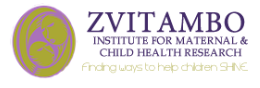 ZVITAMBO
INSTITUTE FOR MATERNAL &
CHILD HEALTH RESEARCH
Finding ways to help children SHINE